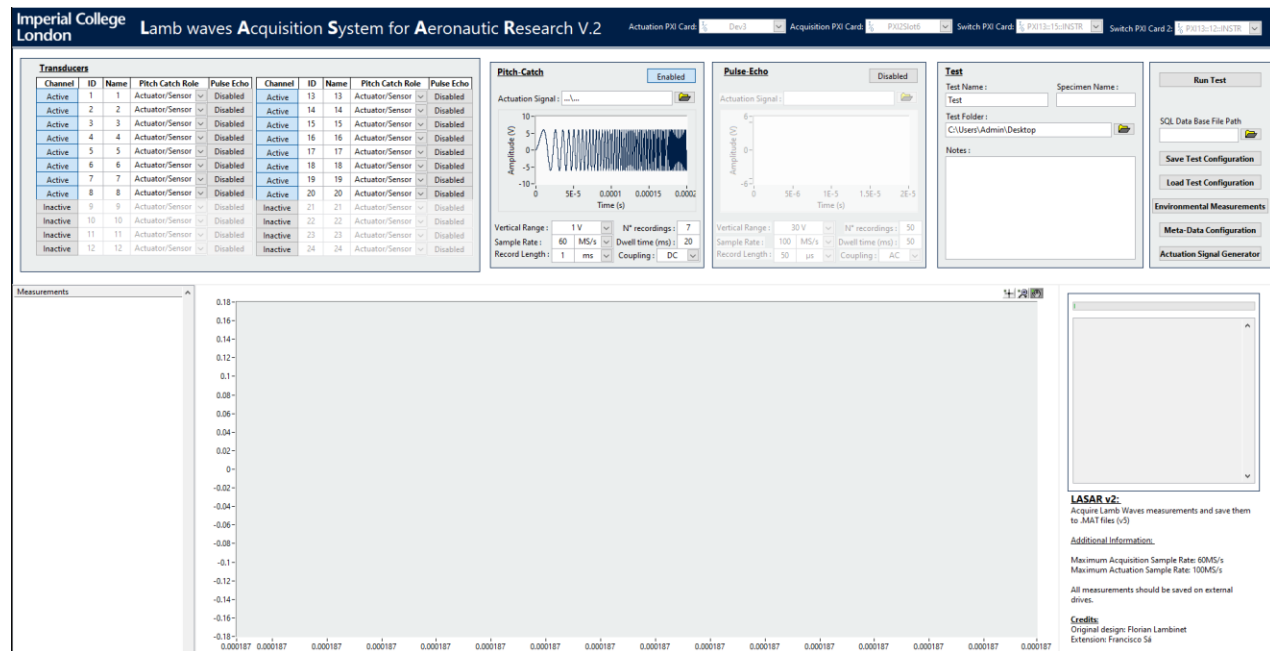 Imperial College London
Lamb waves Acquisition System for Aeronautic Research V.2
Actuation PXI Card: Dev3
Acquisition PXI Card: PXI2Slot6
Switch PXI Card: PXI13::15::INSTR
Switch PXI Card 2: PXI13::12::INSTR
Transducers
Channel ID Name Pitch Catch Role Pulse Echo Channel ID Name Pitch Catch Role Pulse Echo
Active 1 1 Actuator/Sensor Disabled Active 13 13 Actuator/Sensor Disabled
Active 2 2 Actuator/Sensor Disabled Active 14 14 Actuator/Sensor Disabled
Active 3 3 Actuator/Sensor Disabled Active 15 15 Actuator/Sensor Disabled
Active 4 4 Actuator/Sensor Disabled Active 16 16 Actuator/Sensor Disabled
Active 5 5 Actuator/Sensor Disabled Active 17 17 Actuator/Sensor Disabled
Active 6 6 Actuator/Sensor Disabled Active 18 18 Actuator/Sensor Disabled
Active 7 7 Actuator/Sensor Disabled Active 19 19 Actuator/Sensor Disabled
Active 8 8 Actuator/Sensor Disabled Active 20 20 Actuator/Sensor Disabled
Inactive 9 9 Actuator/Sensor Disabled Inactive 21 21 Actuator/Sensor Disabled
Inactive 10 10 Actuator/Sensor Disabled Inactive 22 22 Actuator/Sensor Disabled
Inactive 11 11 Actuator/Sensor Disabled Inactive 23 23 Actuator/Sensor Disabled
Inactive 12 12 Actuator/Sensor Disabled Inactive 24 24 Actuator/Sensor Disabled
Pitch-Catch
Enabled
Actuation Signal : ...\...
Amplitude (V)
10
5
0
-5
-10
0 5E-5 0.0001 0.00015 0.0002
Time (s)
Vertical Range : 1 V N° recordings : 7
Sample Rate : 60 MS/s Dwell time (ms) : 20
Record Length : 1 ms Coupling : DC
Pulse-Echo
Disabled
Actuation Signal :
Amplitude (V)
6
0
-6
0 5E-6 1E-5 1.5E-5 2E-5
Time (s)
Vertical Range : 30 V N° recordings : 50
Sample Rate : 100 MS/s Dwell time (ms) : 50
Record Length : 50 µs Coupling : AC
Test
Test Name : Specimen Name :
Test
Test Folder :
C:\Users\Admin\Desktop
Notes :
Run Test
SQL Data Base File Path
Save Test Configuration
Load Test Configuration
Environmental Measurements
Meta-Data Configuration
Actuation Signal Generator
Measurements
0.18
0.16
0.14
0.12
0.1
0.08
0.06
0.04
0.02
0
-0.02
-0.04
-0.06
-0.08
-0.1
-0.12
-0.14
-0.16
-0.18
0.000187 0.000187 0.000187 0.000187 0.000187 0.000187 0.000187 0.000187 0.000187 0.000187 0.000187 0.000187 0.000187 0.000187 0.000187 0.000187 0.000187 0.000187
LASAR v2:
Acquire Lamb Waves measurements and save them
to .MAT files (v5)
Additional Information:
Maximum Acquisition Sample Rate: 60MS/s
Maximum Actuation Sample Rate: 100MS/s
All measurements should be saved on external
drives.
Credits:
Original design: Florian Lambinet
Extension: Francisco Sá